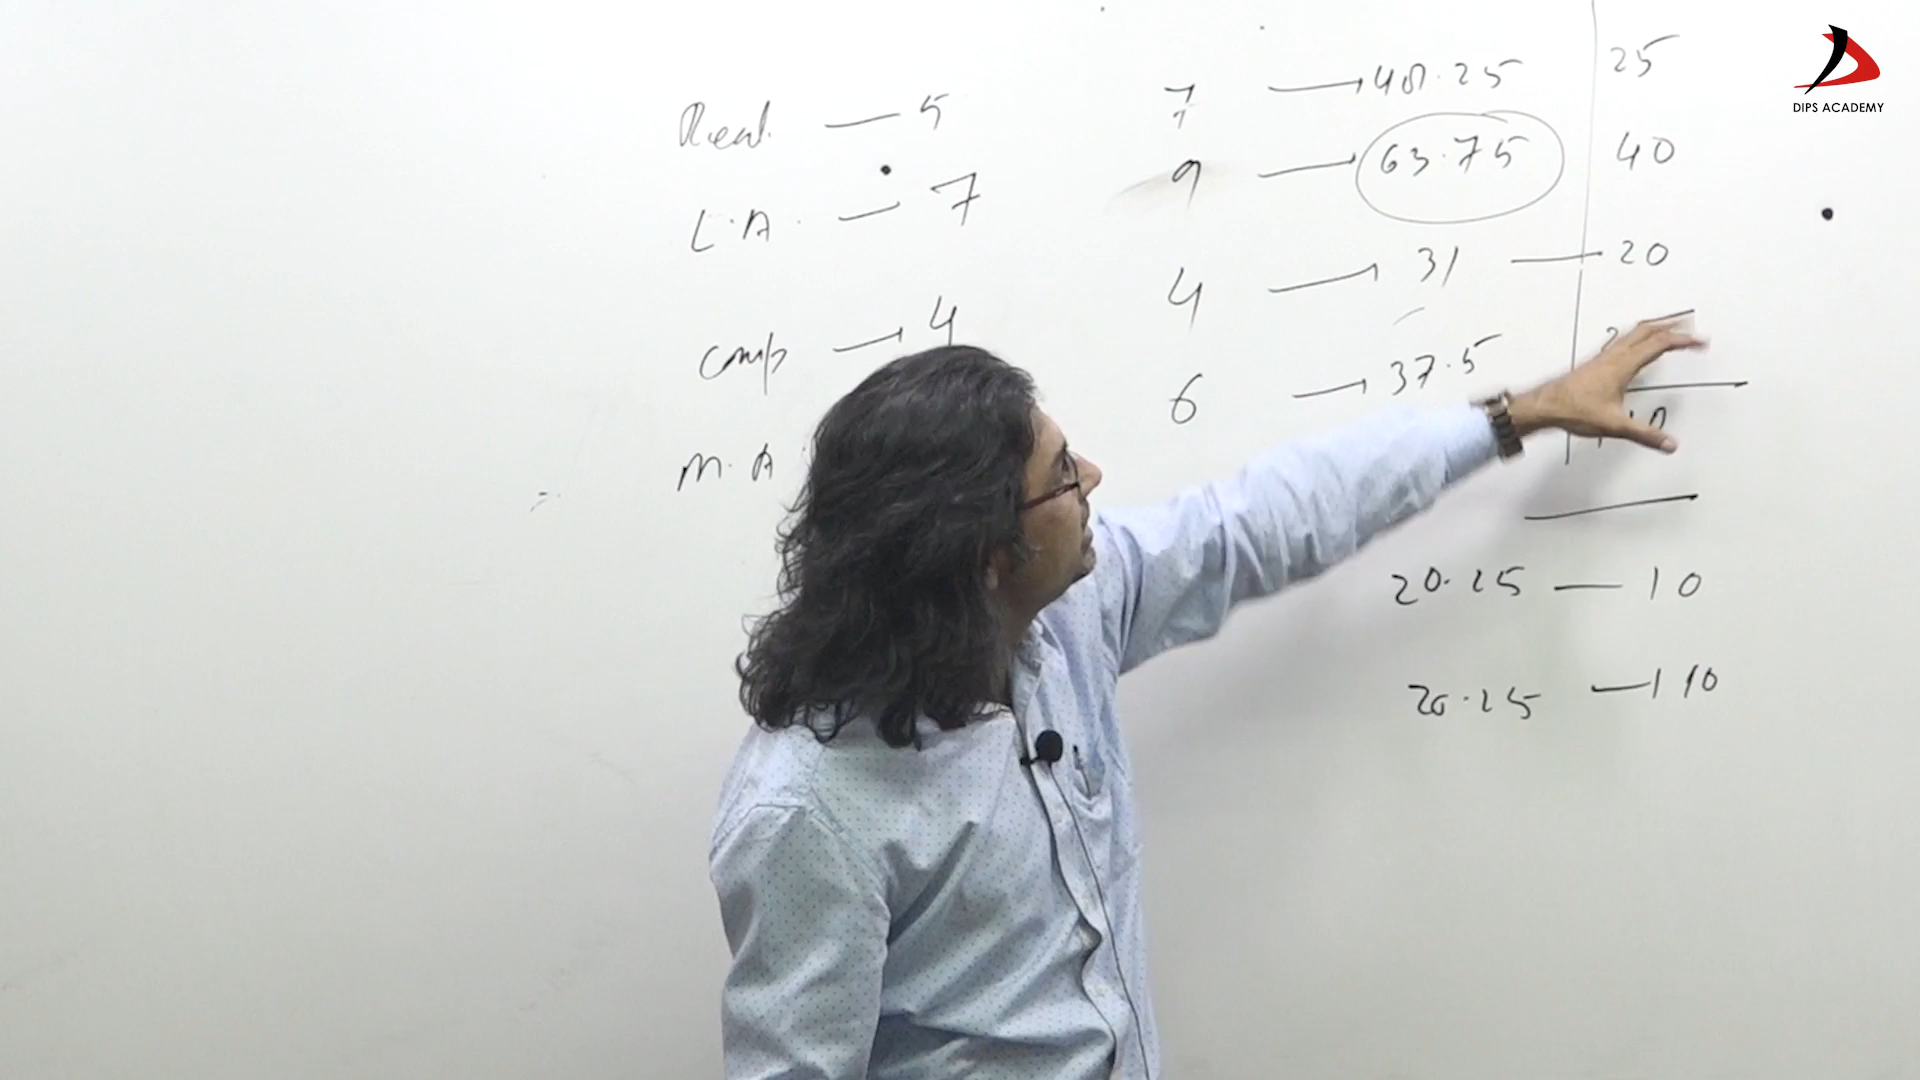 Real — 5 7 → 48.25 25
L.A. — 7 9 — 63.75 40
4 → 31 — 20
comp → 4
6 → 37.5
M.A
20.25 — 10
20.25 — 110
DIPS ACADEMY